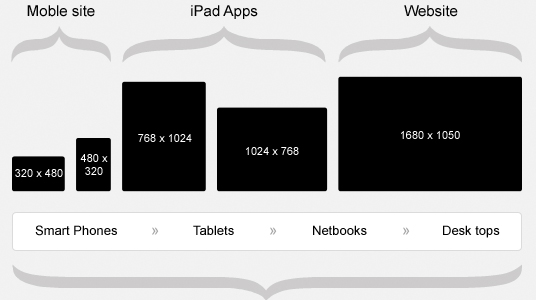 Moble site
iPad Apps
Website
320 x 480
480 x
320
768 x 1024
1024 x 768
1680 x 1050
Smart Phones » Tablets » Netbooks » Desk tops